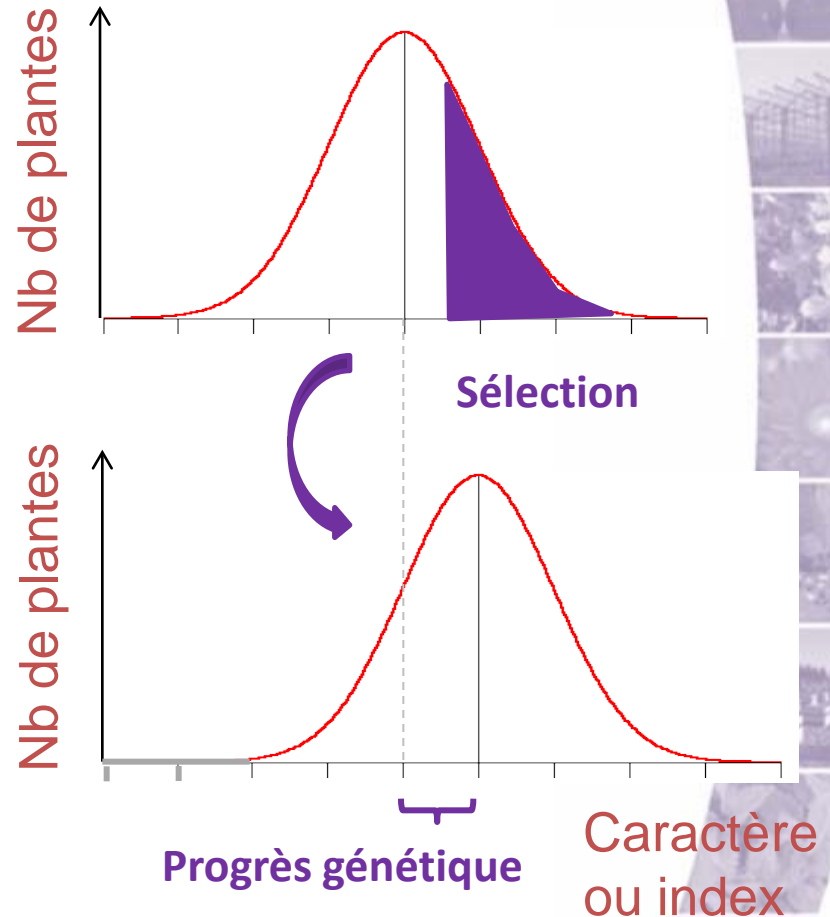 Nb de plantes
Sélection
Nb de plantes
Progrès génétique
Caractère
ou index